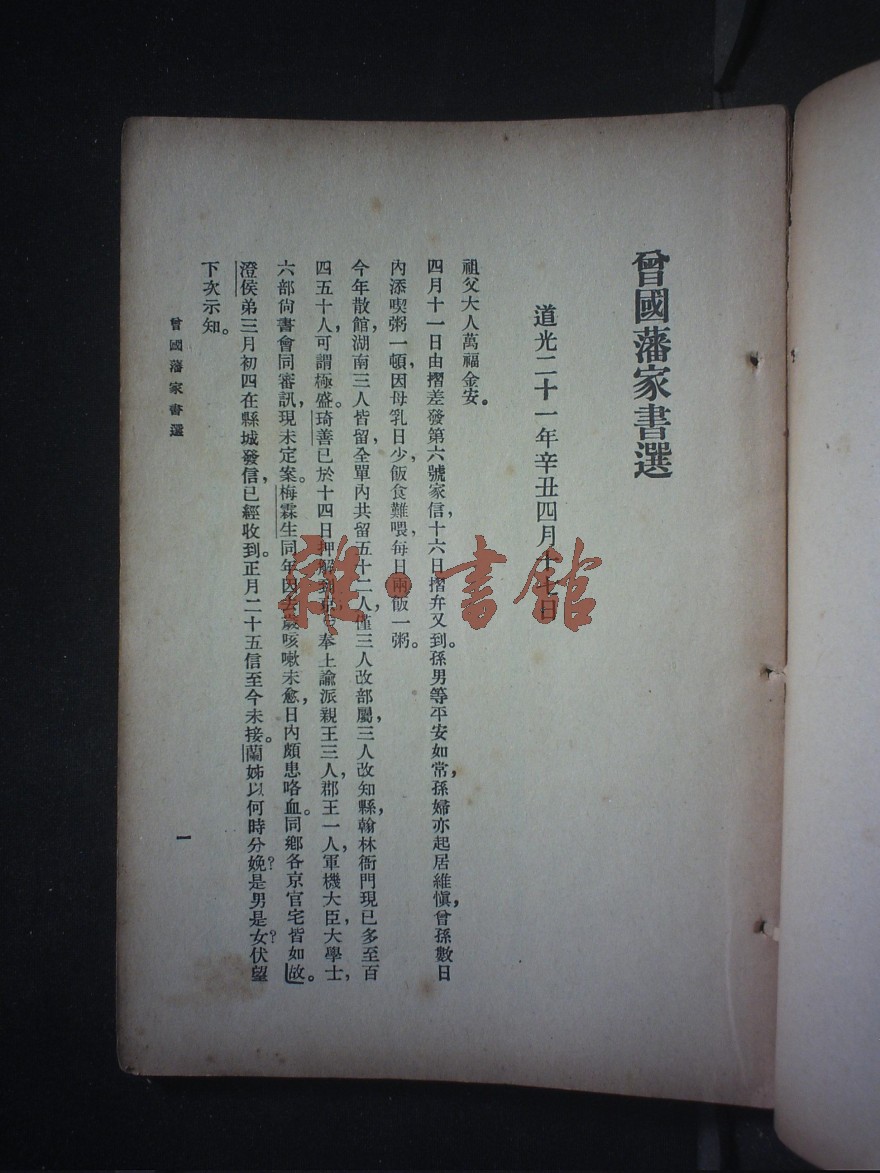 曾國藩家書選
道光二十一年辛丑四月十七日
祖父大人萬福金安。
四月十一日由摺差發第六號家信，十六日摺弁又到。孫男等平安如常，孫婦亦起居維愼，曾孫數日
內添喫粥一頓，因母乳日少，飯食難喂，每日兩飯一粥。
今年散館，湖南三人皆留，全單內共留五十二人，僅三人改部屬，三人改知縣，翰林衙門現已多至百
四五十人，可謂極盛。琦善已於十四日押解到京，奉上諭派親王三人，郡王一人，軍機大臣，大學士，
六部尙書會同審訊，現未定案。梅霖生同年因去歲咳嗽未愈，日內頗患咯血。同鄉各京官宅皆如故。
澄侯弟三月初四在縣城發信，已經收到。正月二十五信至今未接。蘭姊以何時分娩？是男是女？伏望
下次示知。
曾國藩家書選
一
雜·書館